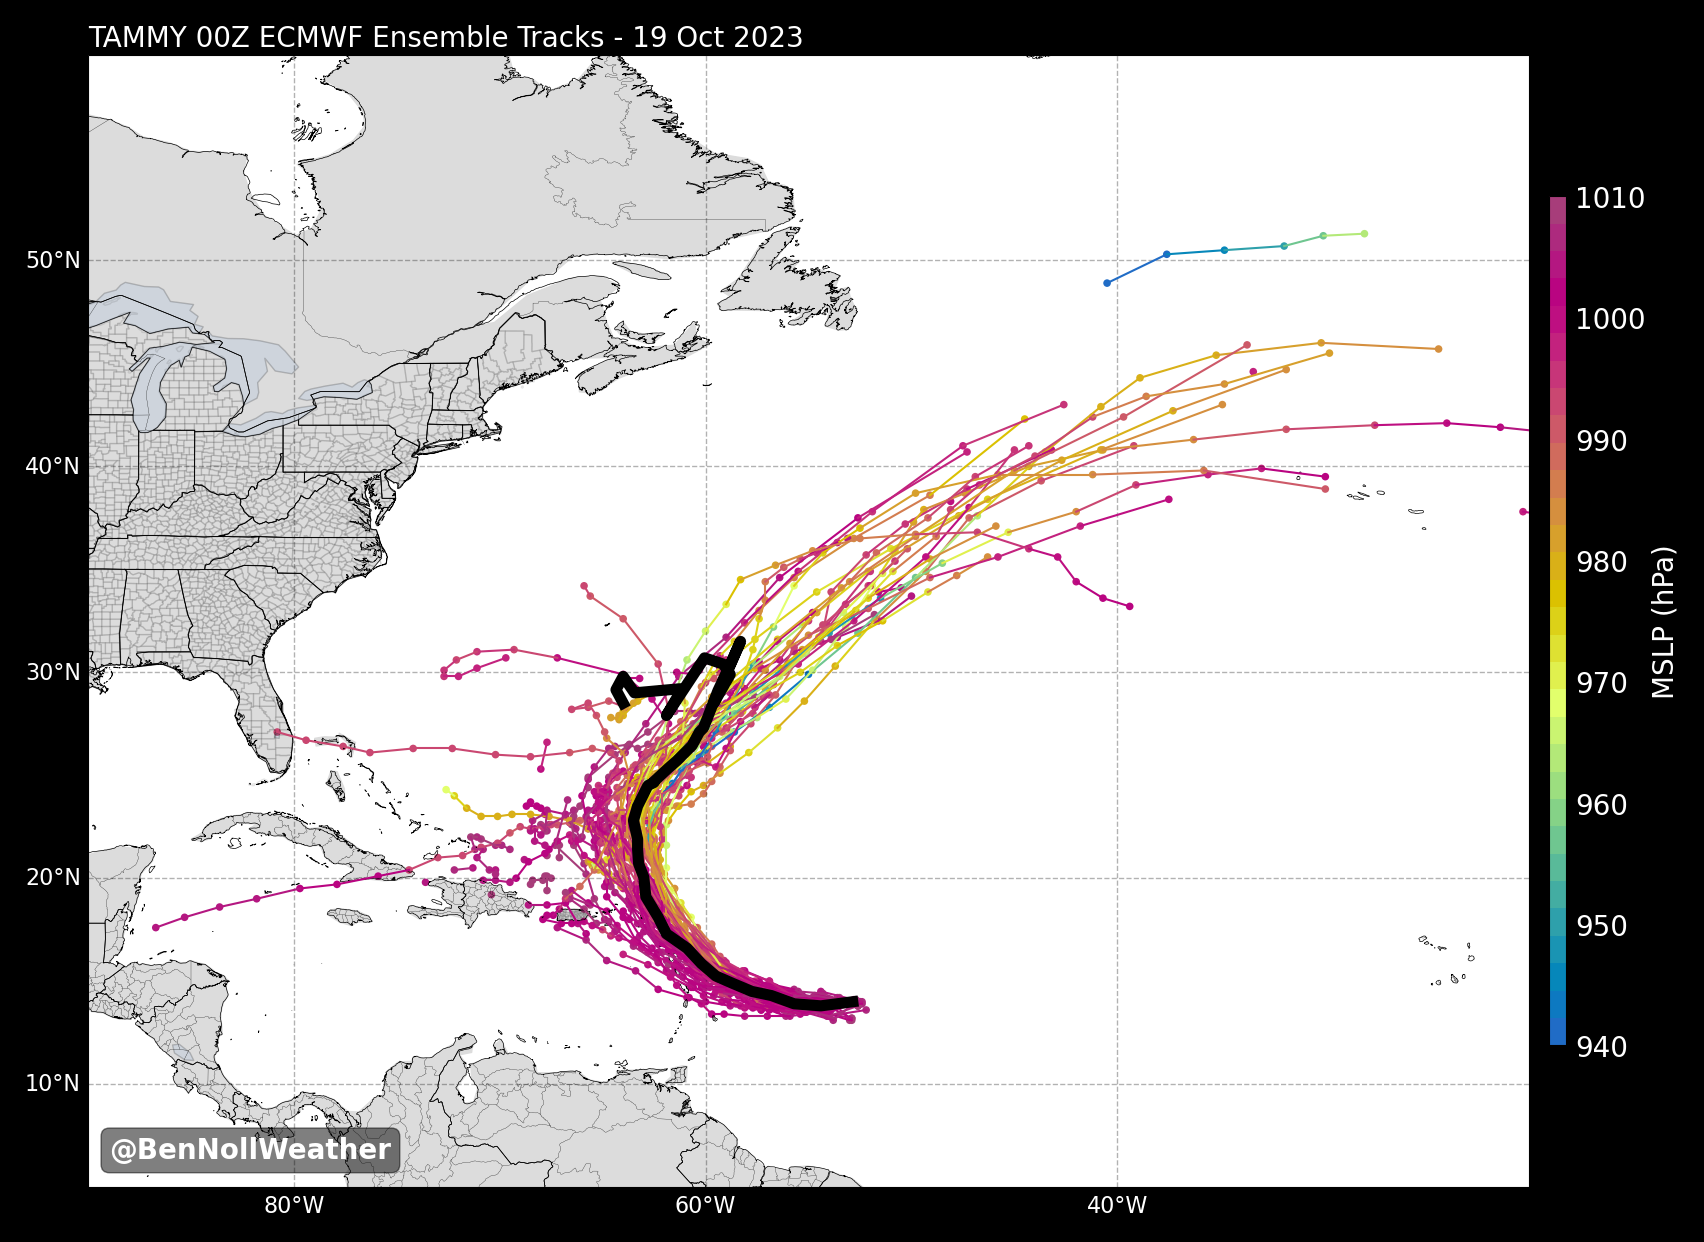 TAMMY 00Z ECMWF Ensemble Tracks - 19 Oct 2023
50°N
40°N
30°N
20°N
10°N
80°W
60°W
40°W
1010
1000
990
980
970
960
950
940
MSLP (hPa)
@BenNollWeather